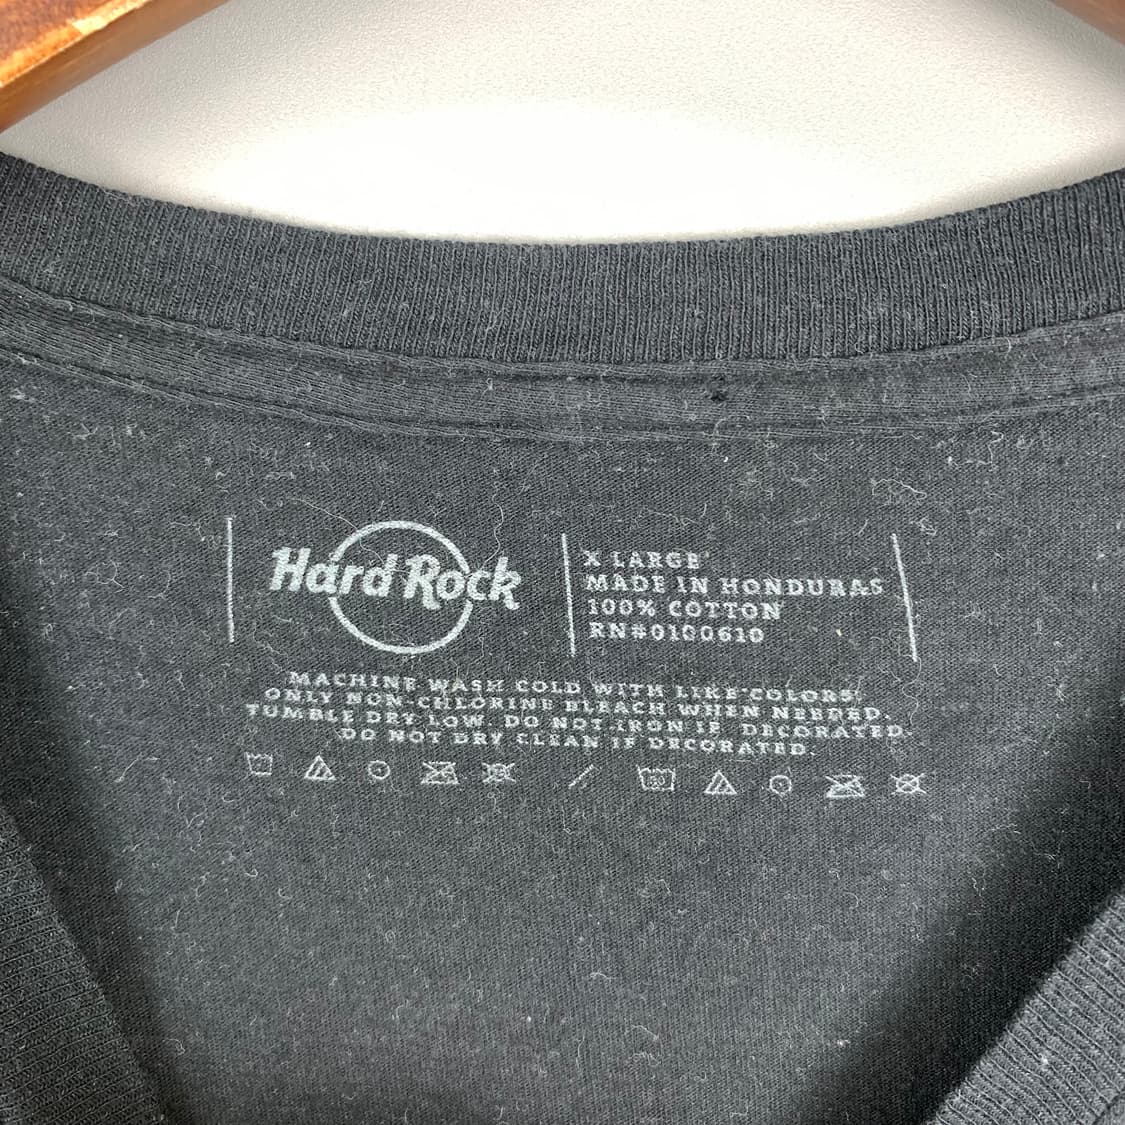 Hard Rock
X LARGE
MADE IN HONDURAS
100% COTTON
RN#0100610
MACHINE WASH COLD WITH LIKE COLORS.
ONLY NON-CHLORINE BLEACH WHEN NEEDED.
TUMBLE DRY LOW. DO NOT IRON IF DECORATED.
DO NOT DRY CLEAN IF DECORATED.